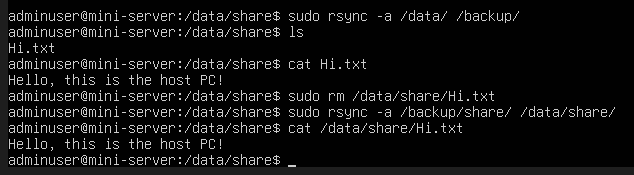 adminuser@mini-server:/data/share$ sudo rsync -a /data/ /backup/
adminuser@mini-server:/data/share$ ls
Hi.txt
adminuser@mini-server:/data/share$ cat Hi.txt
Hello, this is the host PC!
adminuser@mini-server:/data/share$ sudo rm /data/share/Hi.txt
adminuser@mini-server:/data/share$ sudo rsync -a /backup/share/ /data/share/
adminuser@mini-server:/data/share$ cat /data/share/Hi.txt
Hello, this is the host PC!
adminuser@mini-server:/data/share$ _